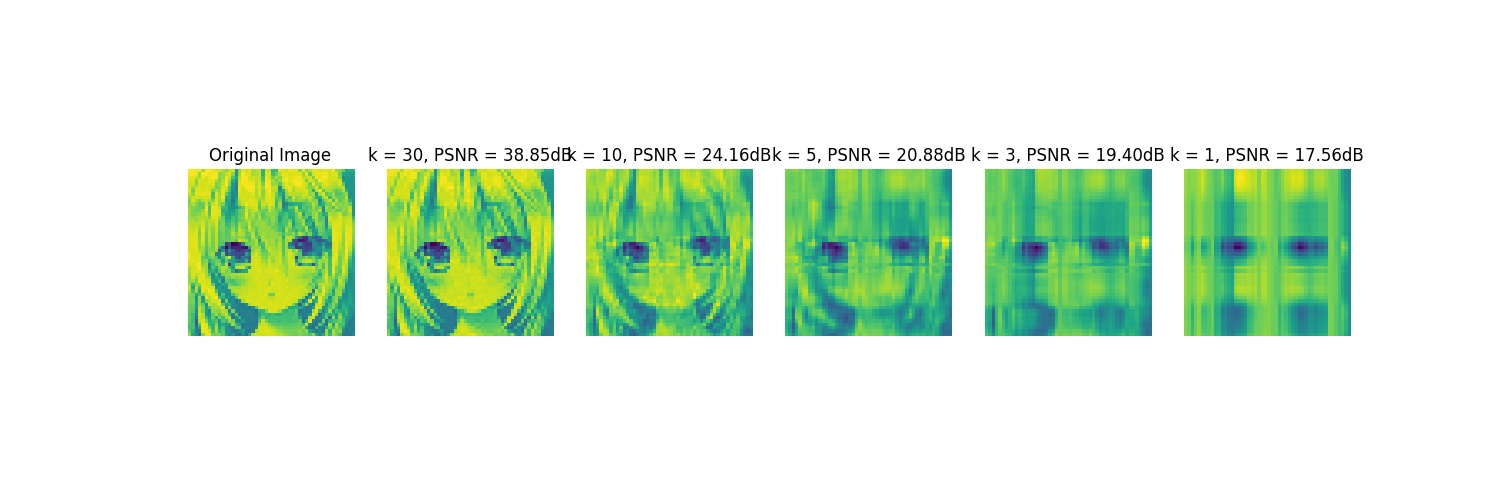 Original Image
k = 30, PSNR = 38.85dB
k = 10, PSNR = 24.16dB
k = 5, PSNR = 20.88dB
k = 3, PSNR = 19.40dB
k = 1, PSNR = 17.56dB